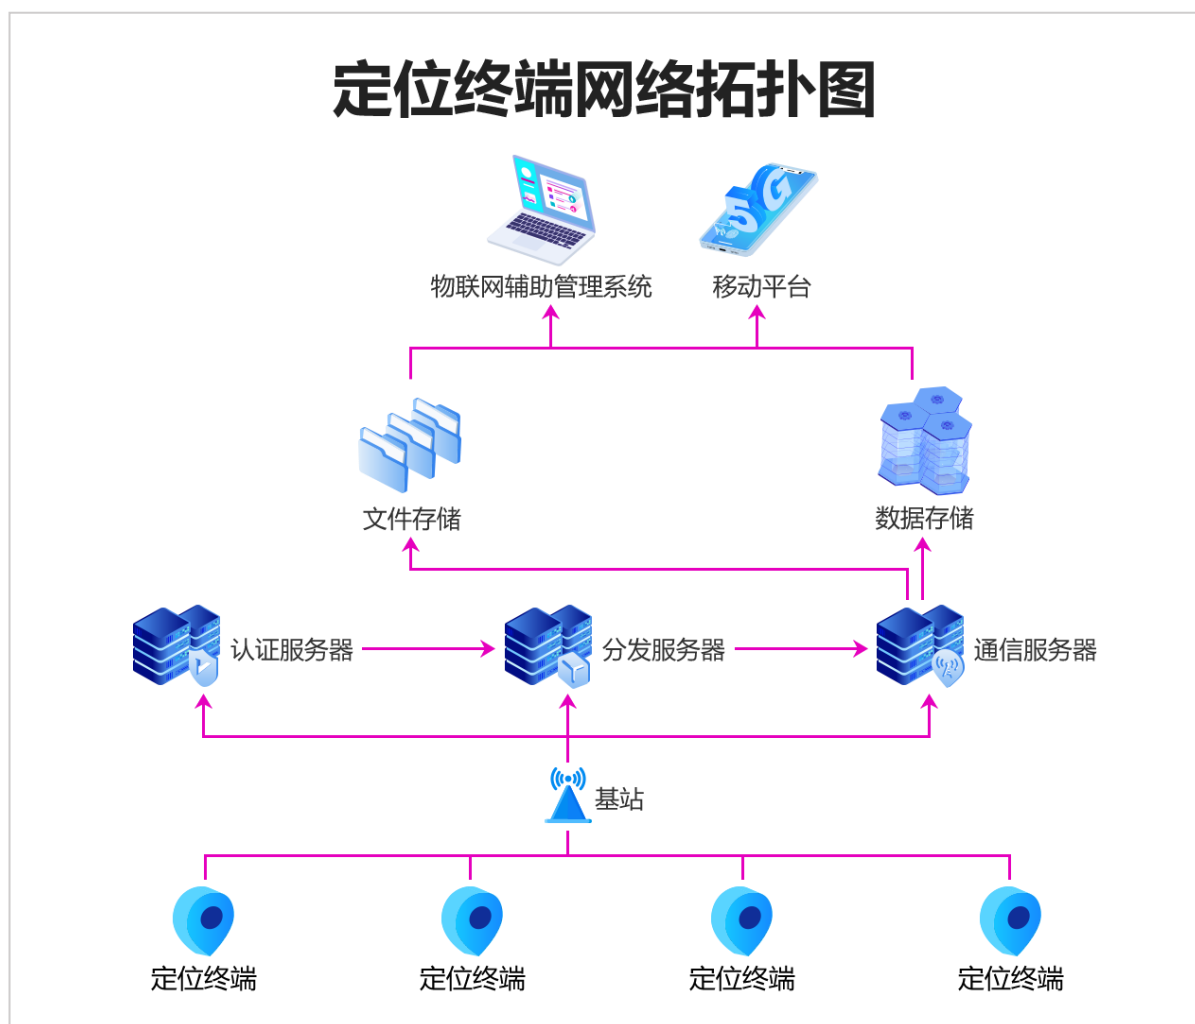 定位终端网络拓扑图
5G
物联网辅助管理系统
移动平台
文件存储
数据存储
认证服务器
分发服务器
通信服务器
基站
定位终端
定位终端
定位终端
定位终端